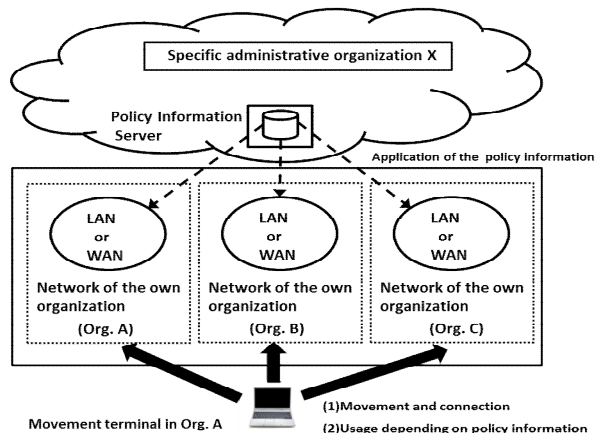 Specific administrative organization X
Policy Information
Server
Application of the policy information
LAN
or
WAN
Network of the own
organization
(Org. A)
LAN
or
WAN
Network of the own
organization
(Org. B)
LAN
or
WAN
Network of the own
organization
(Org. C)
Movement terminal in Org. A
(1)Movement and connection
(2)Usage depending on policy information